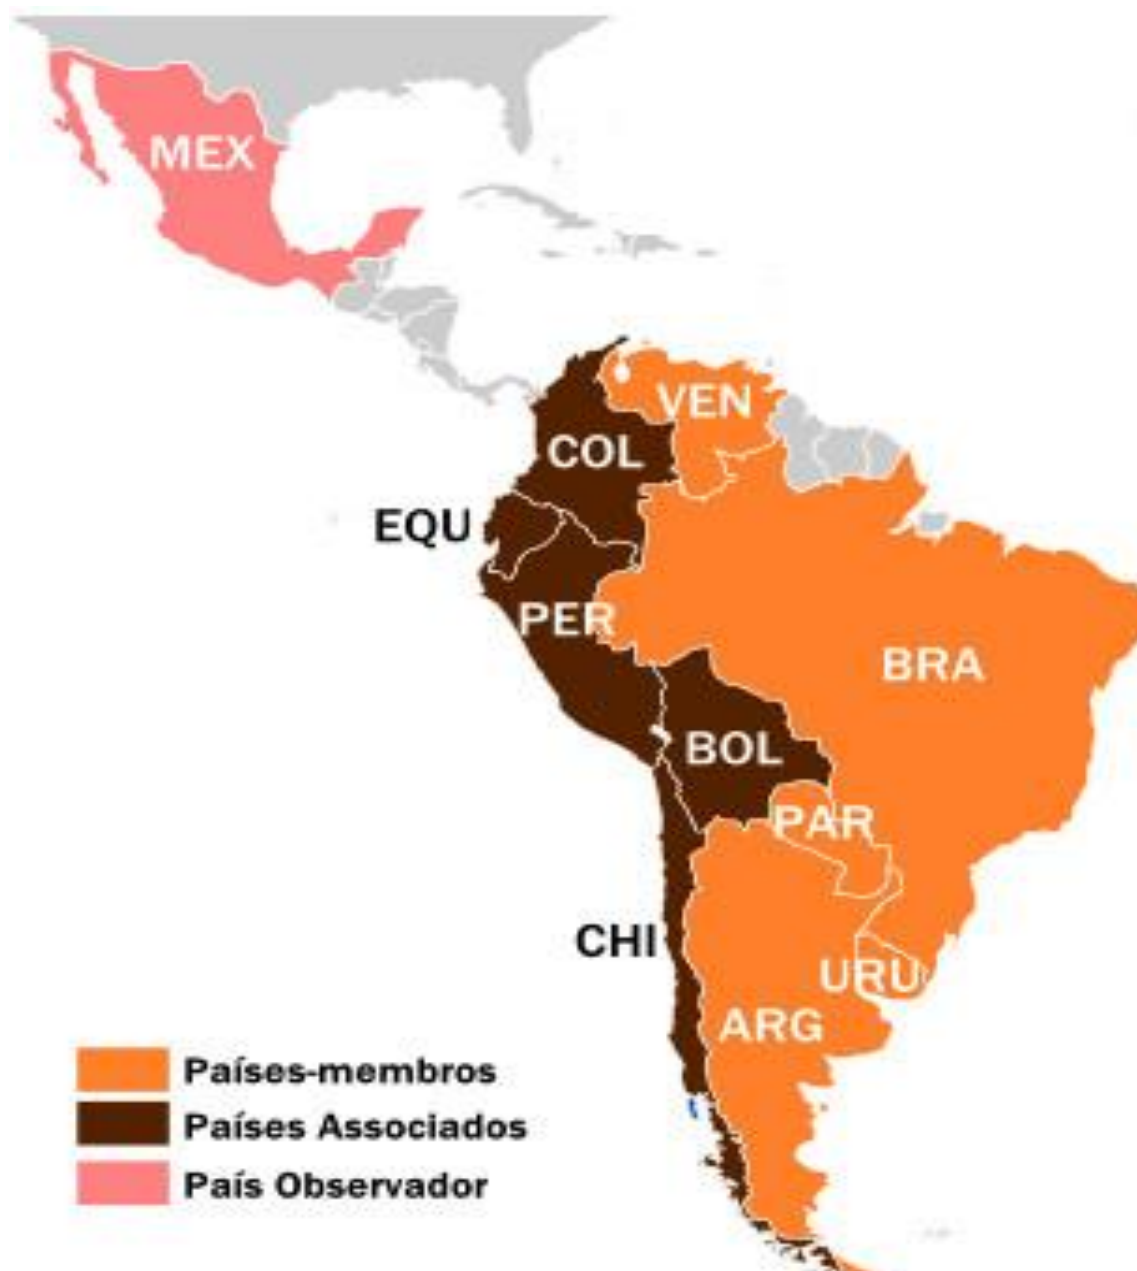 MEX
VEN
COL
EQU
PER
BRA
BOL
PAR
CHI
URU
ARG
Países-membros
Países Associados
País Observador